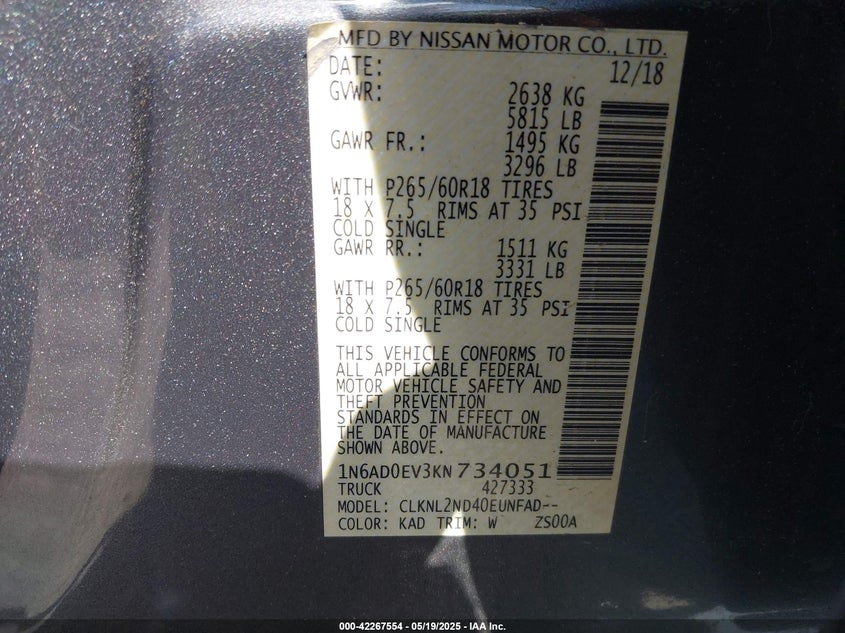 MFD BY NISSAN MOTOR CO., LTD.
DATE: 12/18
GVWR: 2638 KG
5815 LB
GAWR FR.: 1495 KG
3296 LB
WITH P265/60R18 TIRES
18 X 7.5 RIMS AT 35 PSI
COLD SINGLE
GAWR RR.: 1511 KG
3331 LB
WITH P265/60R18 TIRES
18 X 7.5 RIMS AT 35 PSI
COLD SINGLE
THIS VEHICLE CONFORMS TO
ALL APPLICABLE FEDERAL
MOTOR VEHICLE SAFETY AND
THEFT PREVENTION
STANDARDS IN EFFECT ON
THE DATE OF MANUFACTURE
SHOWN ABOVE.
1N6AD0EV3KN734051
TRUCK 427333
MODEL: CLKNL2ND40EUNFAD--
COLOR: KAD TRIM: W ZS00A
000-42267554 - 05/19/2025 - IAA Inc.